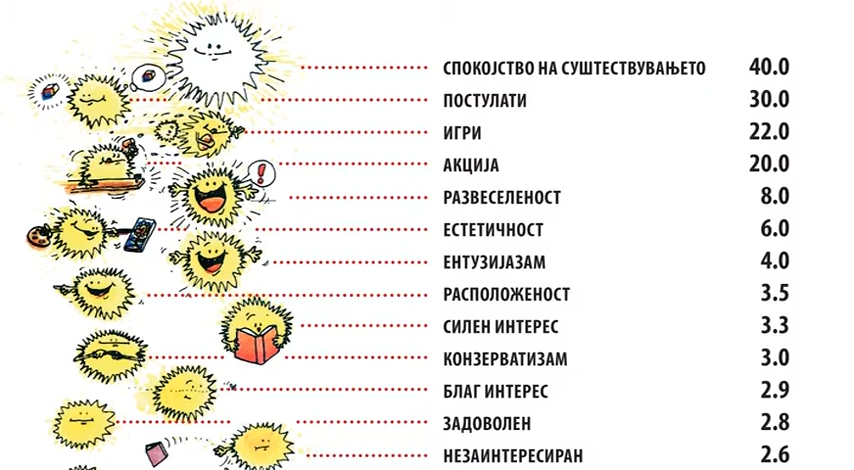 СПОКОЈСТВО НА СУШТЕСТВУВАЊЕТО 40.0
ПОСТУЛАТИ 30.0
ИГРИ 22.0
АКЦИЈА 20.0
РАЗВЕСЕЛЕНОСТ 8.0
ЕСТЕТИЧНОСТ 6.0
ЕНТУЗИЈАЗАМ 4.0
РАСПОЛОЖЕНОСТ 3.5
СИЛЕН ИНТЕРЕС 3.3
КОНЗЕРВАТИЗАМ 3.0
БЛАГ ИНТЕРЕС 2.9
ЗАДОВОЛЕН 2.8
НЕЗАИНТЕРЕСИРАН 2.6